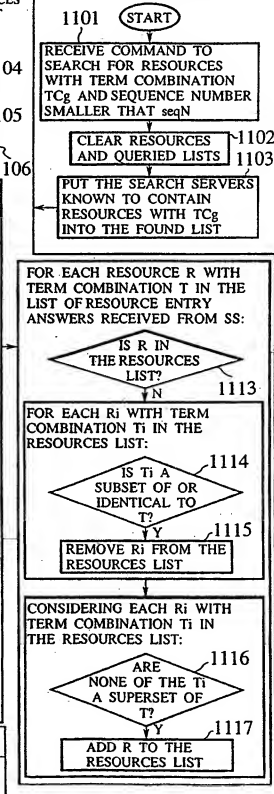 CES
1101
START
RECEIVE COMMAND TO
SEARCH FOR RESOURCES
WITH TERM COMBINATION
TCg AND SEQUENCE NUMBER
SMALLER THAT seqN
04
1102
CLEAR RESOURCES
AND QUERIED LISTS
05
1103
106
PUT THE SEARCH SERVERS
KNOWN TO CONTAIN
RESOURCES WITH TCg
INTO THE FOUND LIST
FOR EACH RESOURCE R WITH
TERM COMBINATION T IN THE
LIST OF RESOURCE ENTRY
ANSWERS RECEIVED FROM SS:
IS R IN
THE RESOURCES
LIST?
1113
N
FOR EACH Ri WITH TERM
COMBINATION Ti IN THE
RESOURCES LIST:
1114
IS Ti A
SUBSET OF OR
IDENTICAL TO
T?
1115
Y
REMOVE Ri FROM THE
RESOURCES LIST
CONSIDERING EACH Ri WITH
TERM COMBINATION Ti IN
THE RESOURCES LIST:
1116
ARE
NONE OF THE Ti
A SUPERSET OF
T?
1117
Y
ADD R TO THE
RESOURCES LIST